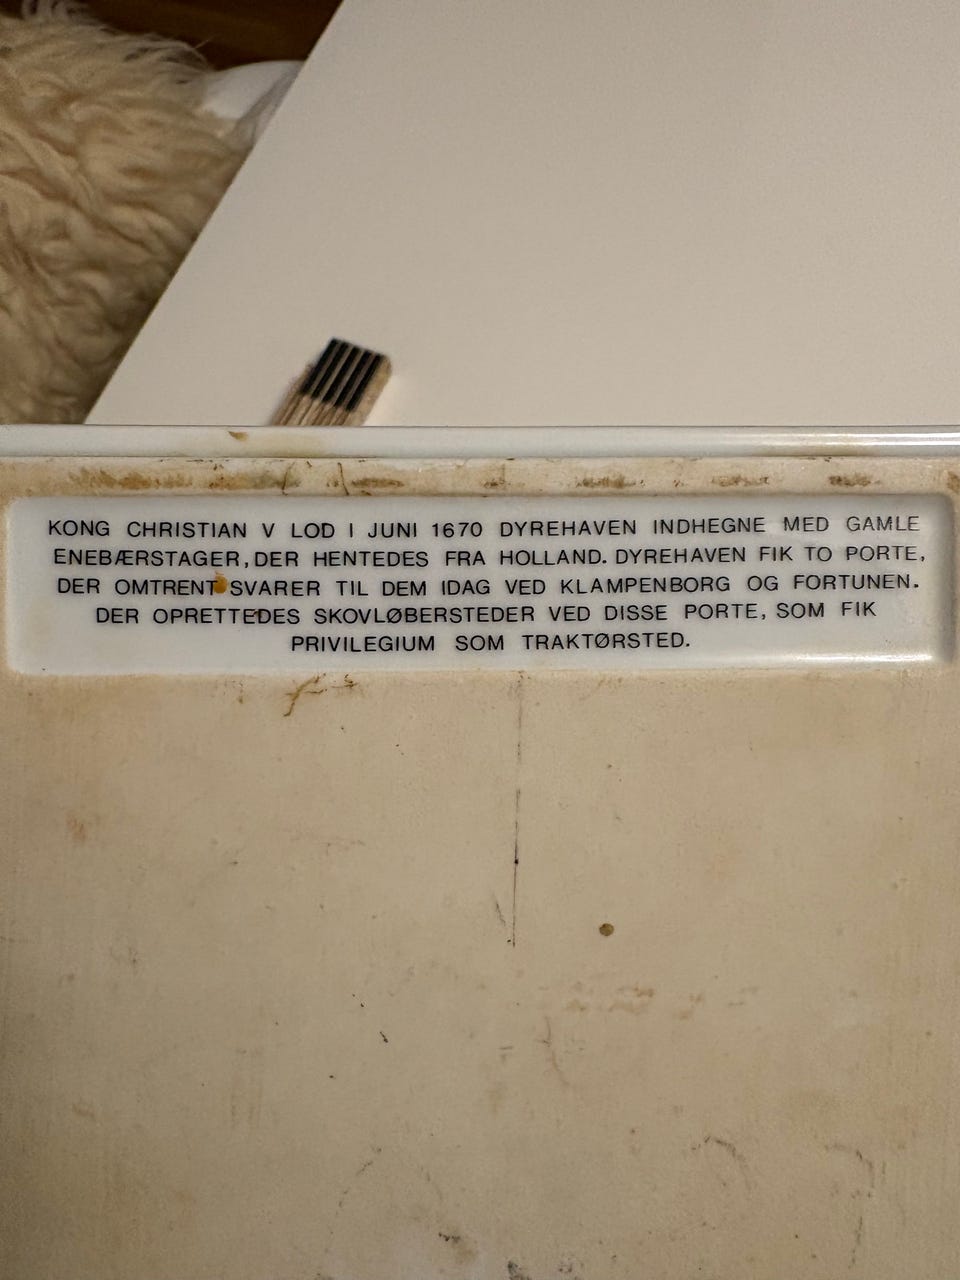 KONG CHRISTIAN V LOD I JUNI 1670 DYREHAVEN INDHEGNE MED GAMLE
ENEBÆRSTAGER, DER HENTEDES FRA HOLLAND. DYREHAVEN FIK TO PORTE,
DER OMTRENT SVARER TIL DEM IDAG VED KLAMPENBORG OG FORTUNEN.
DER OPRETTEDES SKOVLØBERSTEDER VED DISSE PORTE, SOM FIK
PRIVILEGIUM SOM TRAKTØRSTED.